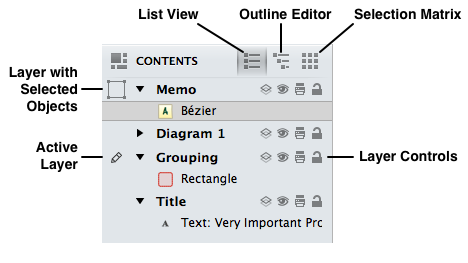 List View
Outline Editor
Selection Matrix
CONTENTS
Layer with
Selected
Objects
Memo
A
Bézier
Diagram 1
Active
Layer
Grouping
Layer Controls
Rectangle
Title
A
Text: Very Important Pro